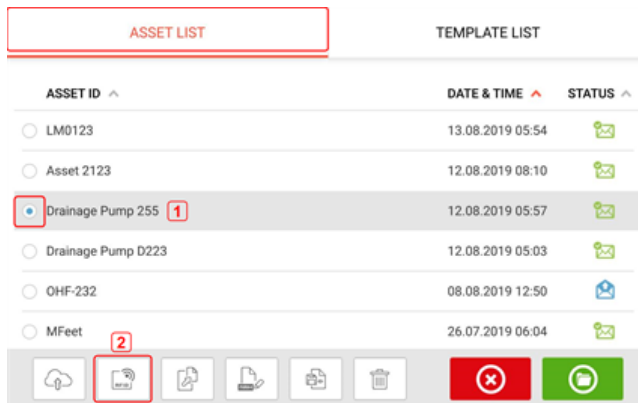 ASSET LIST TEMPLATE LIST
ASSET ID DATE & TIME STATUS
LM0123 13.08.2019 05:54
Asset 2123 12.08.2019 08:10
Drainage Pump 255 1 12.08.2019 05:57
Drainage Pump D223 12.08.2019 05:03
OHF-232 08.08.2019 12:50
MFeet 26.07.2019 06:04
2
RFID